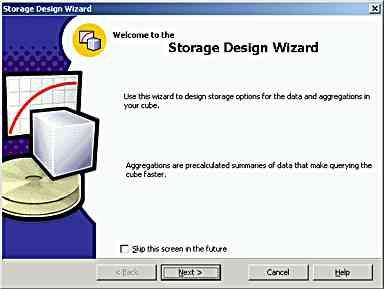 Storage Design Wizard
Welcome to the
Storage Design Wizard
Use this wizard to design storage options for the data and aggregations in
your cube.
Aggregations are precalculated summaries of data that make querying the
cube faster.
Skip this screen in the future
< Back
Next >
Cancel
Help